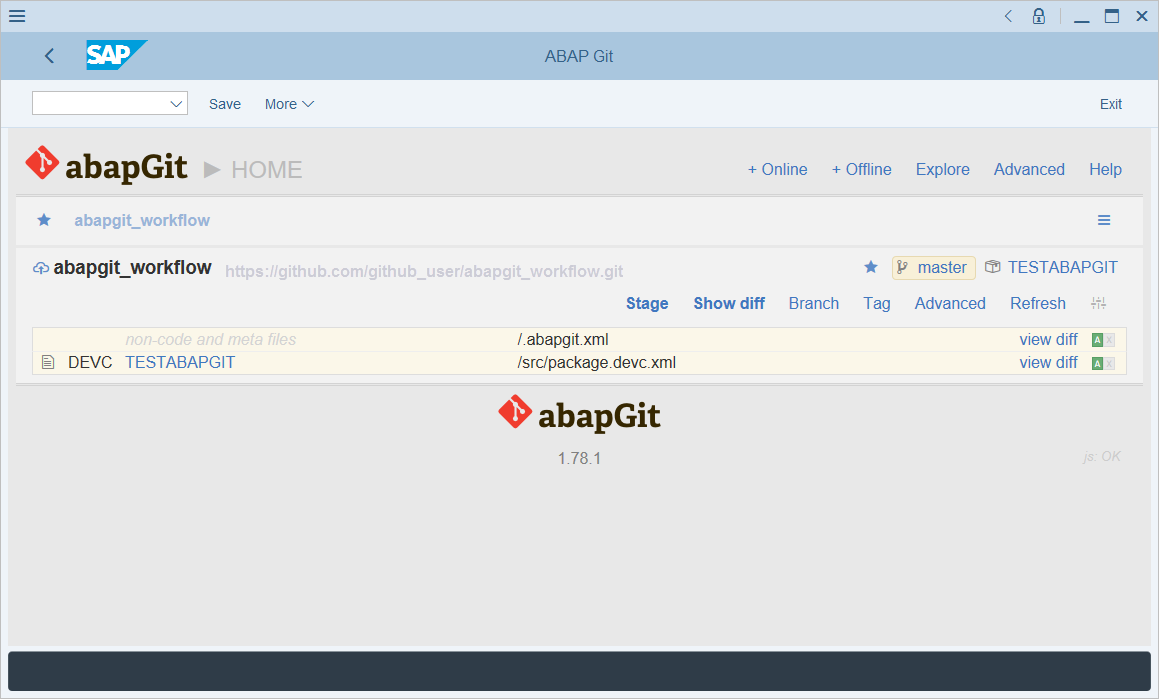 SAP
ABAP Git
Save More Exit
abapGit ▶ HOME + Online + Offline Explore Advanced Help
abapgit_workflow
abapgit_workflow https://github.com/github_user/abapgit_workflow.git master TESTABAPGIT
Stage Show diff Branch Tag Advanced Refresh
non-code and meta files /.abapgit.xml view diff A X
DEVC TESTABAPGIT /src/package.devc.xml view diff A X
abapGit
1.78.1 js: OK